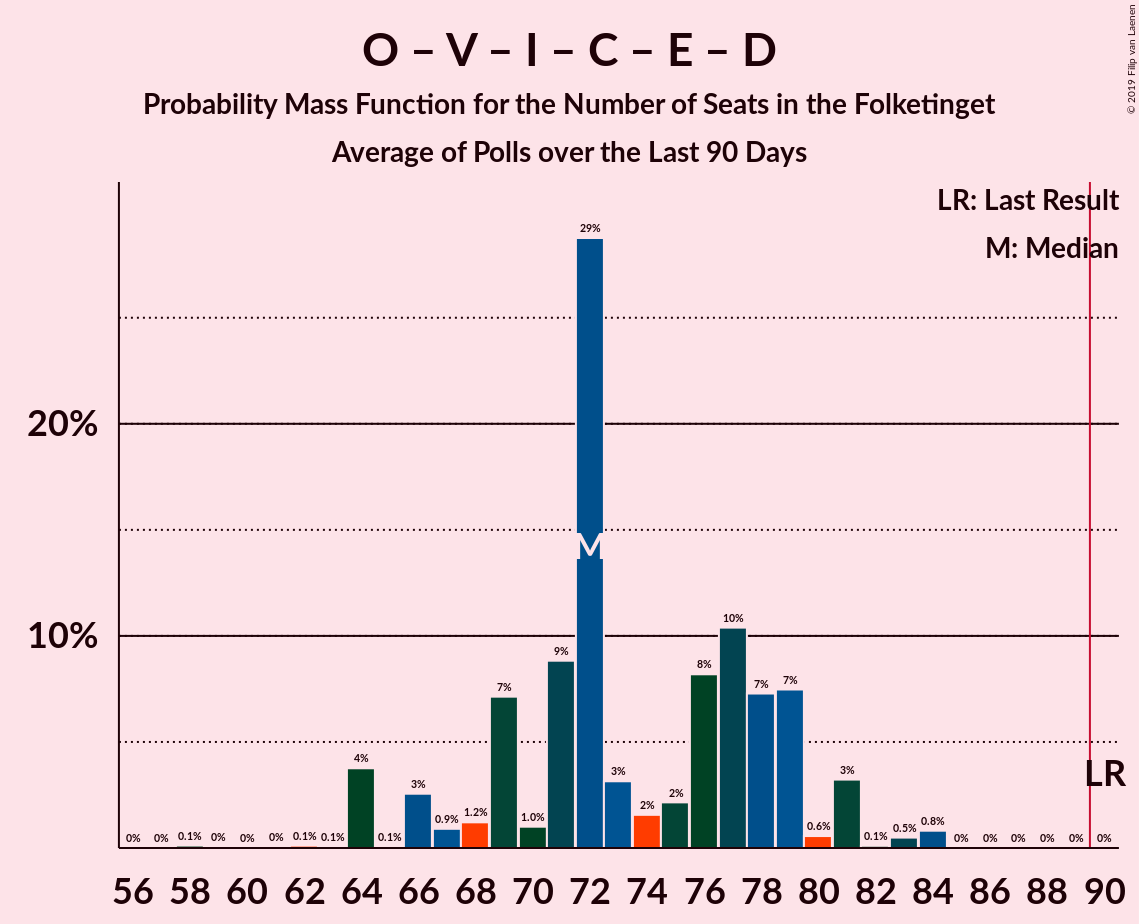 O – V – I – C – E – D
Probability Mass Function for the Number of Seats in the Folketinget
Average of Polls over the Last 90 Days
© 2019 Filip van Laenen
LR: Last Result
M: Median
20%
10%
0% 0% 0.1% 0% 0% 0% 0.1% 0.1% 4% 0.1% 3% 0.9% 1.2% 7% 1.0% 9% 29% 3% 2% 2% 8% 10% 7% 7% 0.6% 3% 0.1% 0.5% 0.8% 0% 0% 0% 0% 0% 0%
M
LR
56 58 60 62 64 66 68 70 72 74 76 78 80 82 84 86 88 90